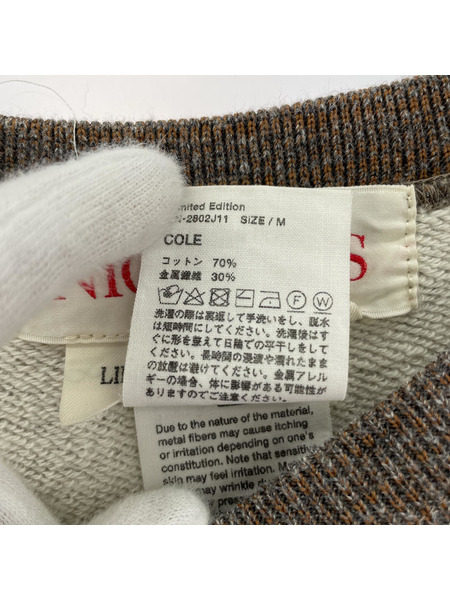 Limited Edition
N-2802J11 SIZE / M
COLE
コットン 70%
金属繊維 30%
F W
洗濯の際は裏返して手洗いをし、脱水
は短時間にしてください。洗濯後はす
ぐに形を整えて日陰での平干しをしてく
ださい。長時間の浸漬や濡れたまま
の放置は避けてください。金属アレル
ギーの場合、体に影響がある可能性が
ありますのでご注意ください。
Due to the nature of the material,
metal fibers may cause itching
or irritation depending on one's
constitution. Note that sensitive
skin may feel irritation.
may wrinkle
pressure